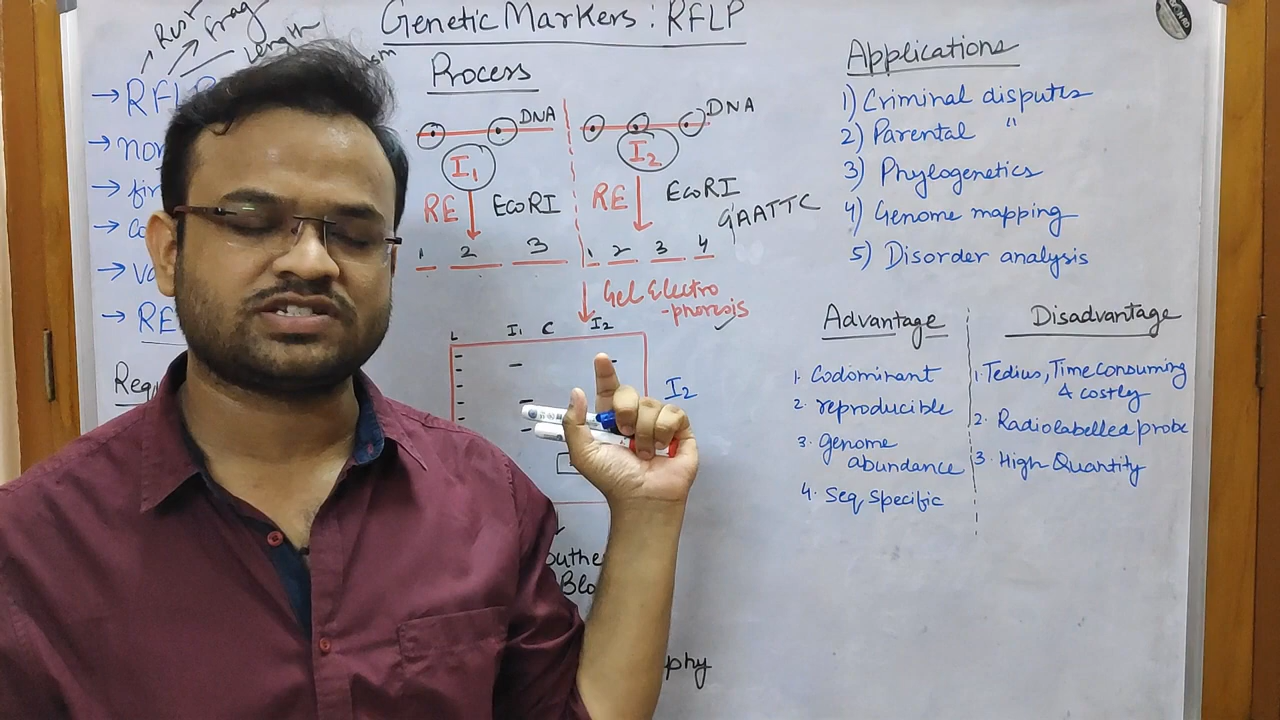 Genetic Markers : RFLP
Frag
Length
→ RFLP
→
→
→
→
→ RE
Process
DNA
DNA
I₁
I₂
RE EcoRI
RE EcoRI
GAATTC
1 2 3
1 2 3 4
Gel Electro
-phoresis
L I₁ C I₂
I₂
Applications
1) Criminal disputes
2) Parental "
3) Phylogenetics
4) Genome mapping
5) Disorder analysis
Advantage
1. Codominant
2. reproducible
3. Genome
abundance
4. Seq Specific
Disadvantage
1. Tedius, Time consuming
& costly
2. Radiolabelled probe
3. High Quantity